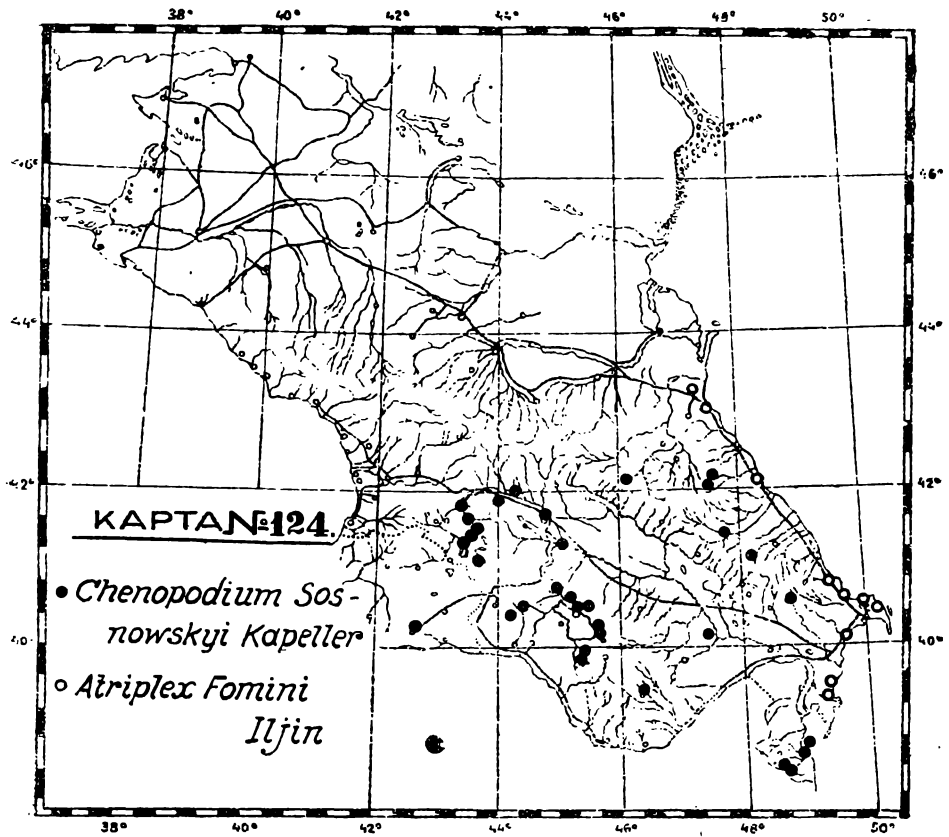 38° 40° 42° 44° 46° 48° 50°
46° 46°
44° 44°
42° 42°
КАРТА №124.
Chenopodium Sos-
nowskyi Kapeller
40° 40°
Atriplex Fomini
Iljin
38° 40° 42° 44° 46° 48° 50°